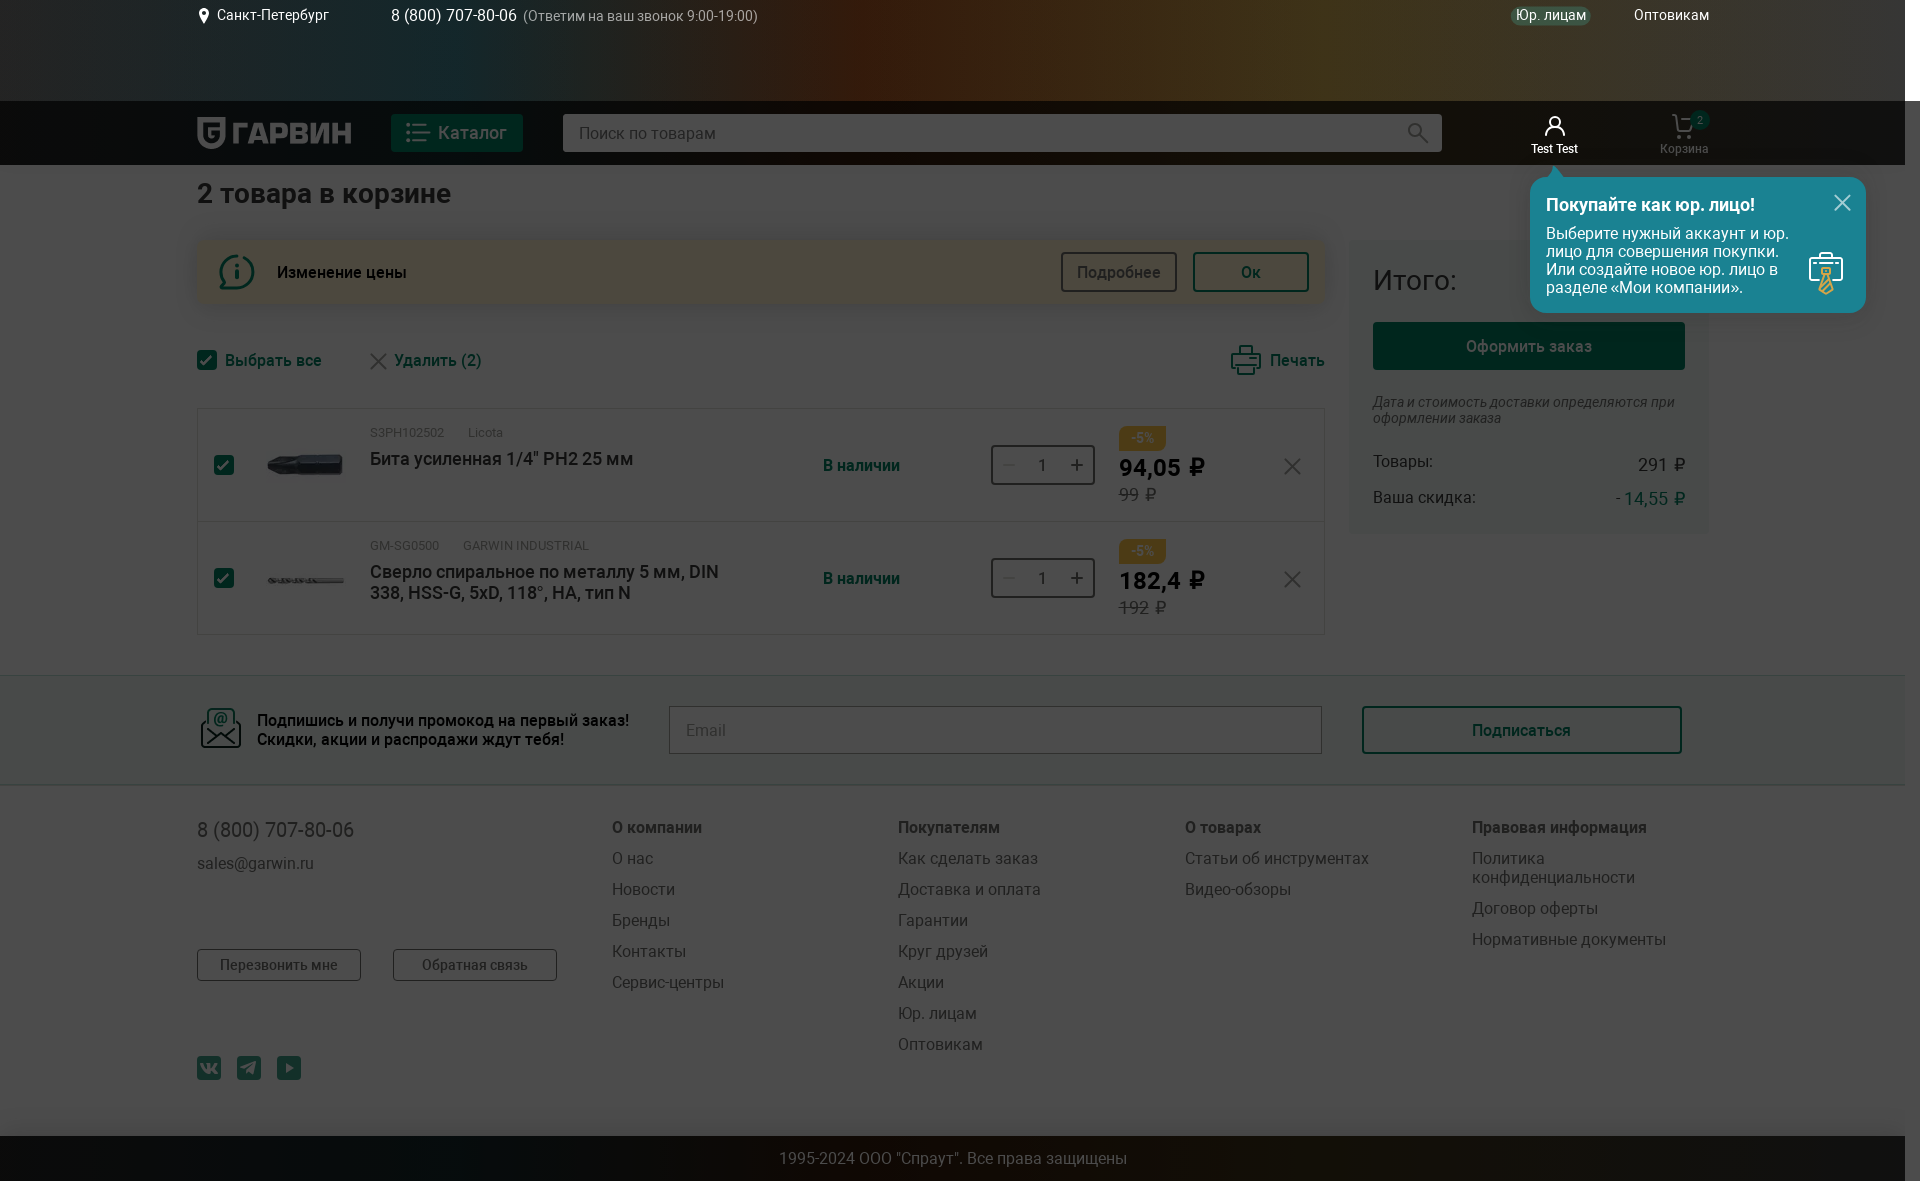 Санкт-Петербург
8 (800) 707-80-06 (Ответим на ваш звонок 9:00-19:00)
Юр. лицам
Оптовикам
ГАРВИН
Каталог
Поиск по товарам
Test Test
2
Корзина
2 товара в корзине
Покупайте как юр. лицо!
Выберите нужный аккаунт и юр.
лицо для совершения покупки.
Или создайте новое юр. лицо в
разделе «Мои компании».
Изменение цены
Подробнее
Ок
Итого:
Оформить заказ
Дата и стоимость доставки определяются при
оформлении заказа
Товары:
291 ₽
Ваша скидка:
- 14,55 ₽
Выбрать все
Удалить (2)
Печать
S3PH102502
Licota
Бита усиленная 1/4" PH2 25 мм
В наличии
1
-5%
94,05 ₽
99 ₽
GM-SG0500
GARWIN INDUSTRIAL
Сверло спиральное по металлу 5 мм, DIN
338, HSS-G, 5xD, 118°, HA, тип N
В наличии
1
-5%
182,4 ₽
192 ₽
Подпишись и получи промокод на первый заказ!
Скидки, акции и распродажи ждут тебя!
Email
Подписаться
8 (800) 707-80-06
sales@garwin.ru
Перезвонить мне
Обратная связь
О компании
О нас
Новости
Бренды
Контакты
Сервис-центры
Покупателям
Как сделать заказ
Доставка и оплата
Гарантии
Круг друзей
Акции
Юр. лицам
Оптовикам
О товарах
Статьи об инструментах
Видео-обзоры
Правовая информация
Политика
конфиденциальности
Договор оферты
Нормативные документы
1995-2024 ООО "Спраут". Все права защищены